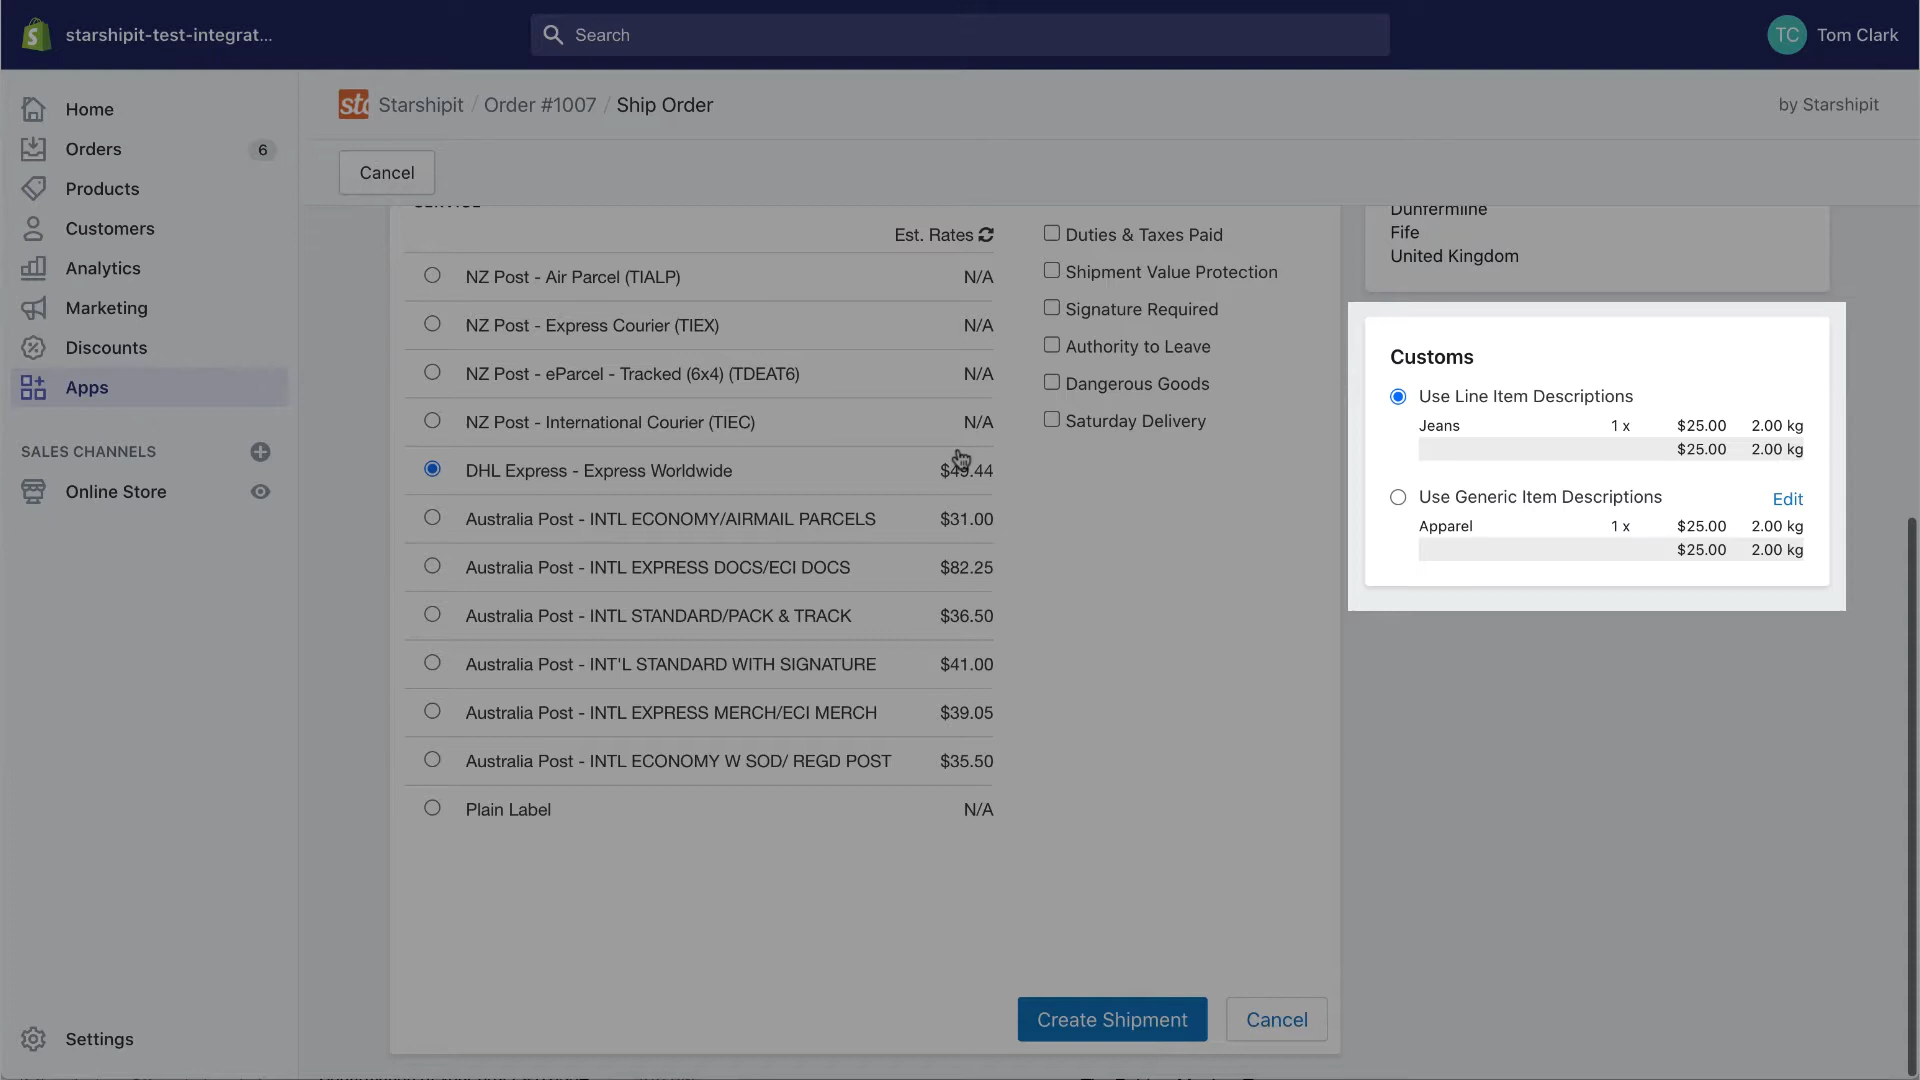 starshipit-test-integrat...
Search
TC Tom Clark
Home
Orders 6
Products
Customers
Analytics
Marketing
Discounts
Apps
SALES CHANNELS
Online Store
Settings
Starshipit / Order #1007 / Ship Order
by Starshipit
Cancel
Est. Rates
NZ Post - Air Parcel (TIALP) N/A
NZ Post - Express Courier (TIEX) N/A
NZ Post - eParcel - Tracked (6x4) (TDEAT6) N/A
NZ Post - International Courier (TIEC) N/A
DHL Express - Express Worldwide $49.44
Australia Post - INTL ECONOMY/AIRMAIL PARCELS $31.00
Australia Post - INTL EXPRESS DOCS/ECI DOCS $82.25
Australia Post - INTL STANDARD/PACK & TRACK $36.50
Australia Post - INT'L STANDARD WITH SIGNATURE $41.00
Australia Post - INTL EXPRESS MERCH/ECI MERCH $39.05
Australia Post - INTL ECONOMY W SOD/ REGD POST $35.50
Plain Label N/A
Duties & Taxes Paid
Shipment Value Protection
Signature Required
Authority to Leave
Dangerous Goods
Saturday Delivery
Create Shipment
Cancel
Dunfermline
Fife
United Kingdom
Customs
Use Line Item Descriptions
Jeans 1 x $25.00 2.00 kg
$25.00 2.00 kg
Use Generic Item Descriptions Edit
Apparel 1 x $25.00 2.00 kg
$25.00 2.00 kg